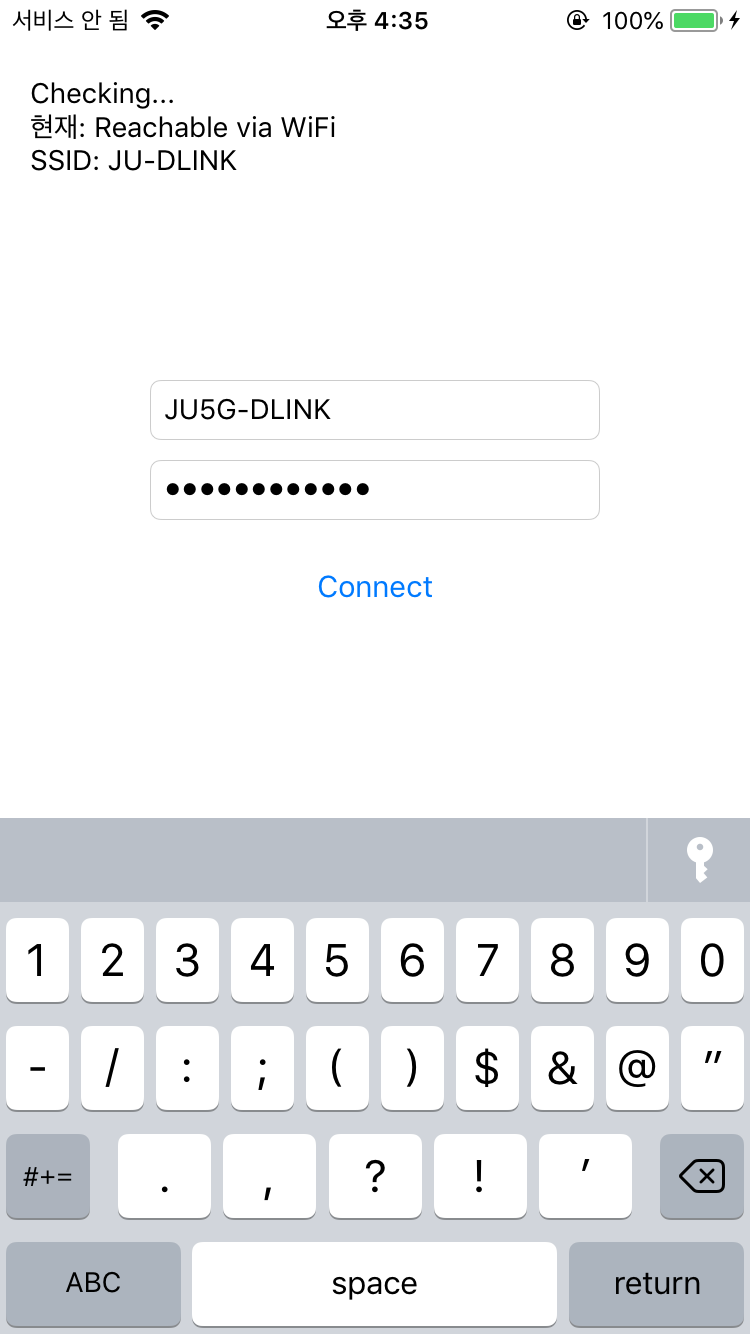 서비스 안 됨 오후 4:35 100%
Checking...
현재: Reachable via WiFi
SSID: JU-DLINK
JU5G-DLINK
••••••••••••
Connect
1 2 3 4 5 6 7 8 9 0
- / : ; ( ) $ & @ "
#+= . , ? ! '
ABC space return